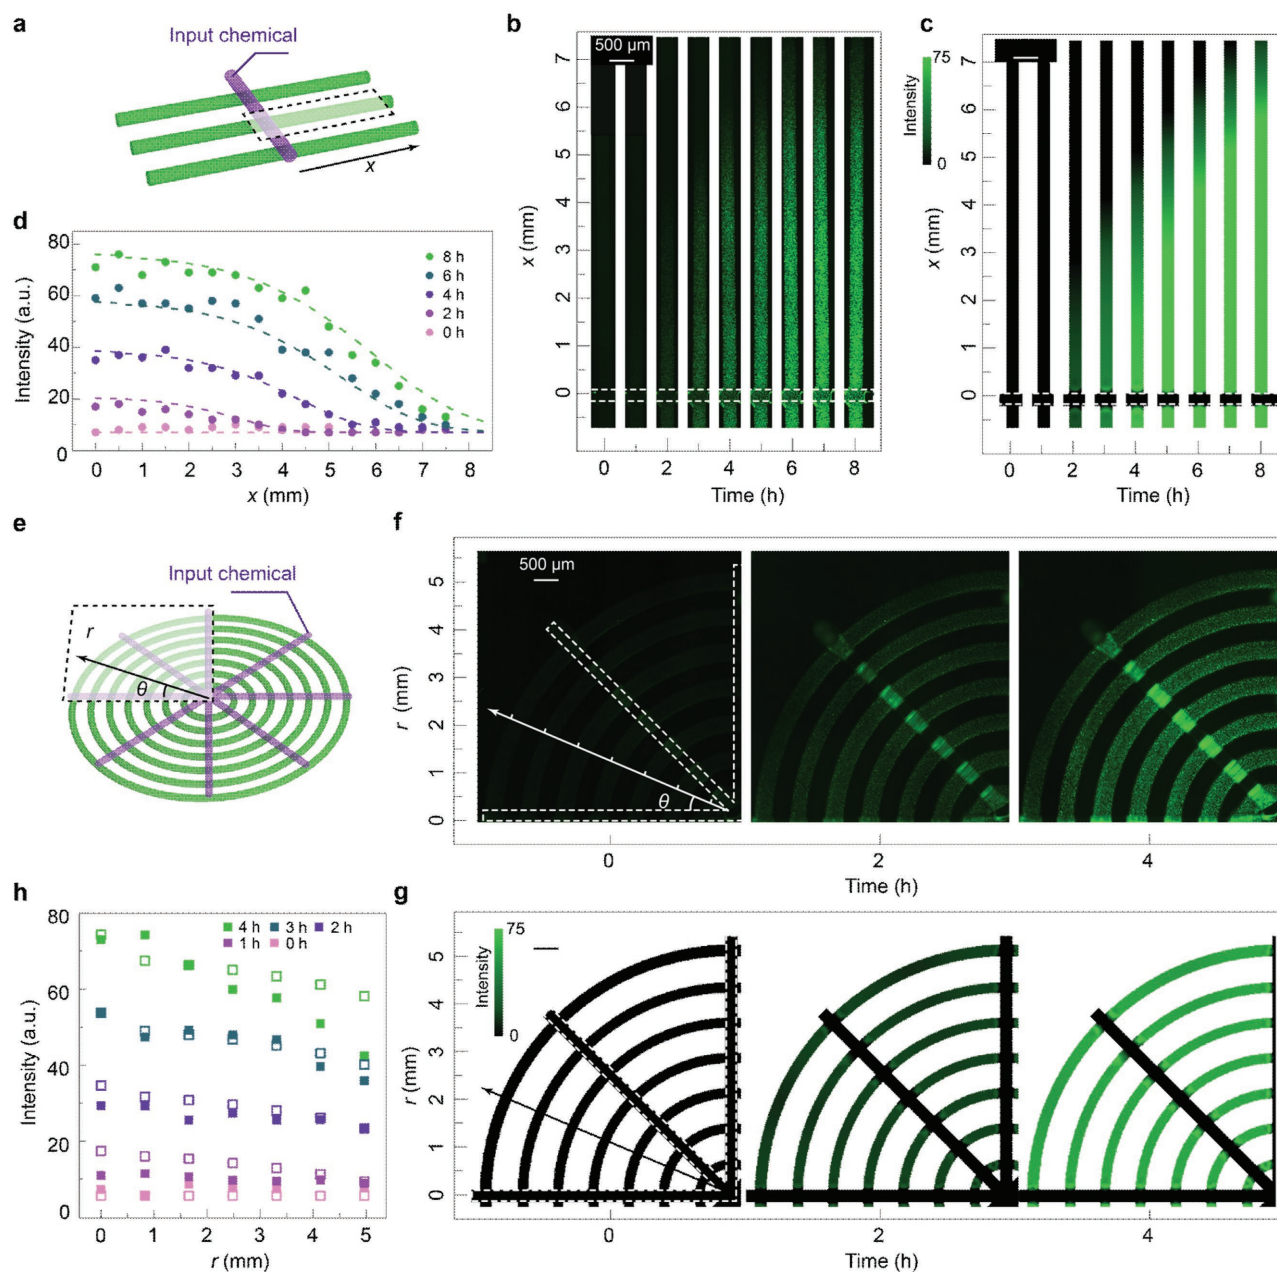 a
Input chemical
x
b
500 µm
x (mm)
7
6
5
4
3
2
1
0
0 2 4 6 8
Time (h)
c
75
Intensity
0
x (mm)
7
6
5
4
3
2
1
0
0 2 4 6 8
Time (h)
d
Intensity (a.u.)
80
60
40
20
0
8 h
6 h
4 h
2 h
0 h
0 1 2 3 4 5 6 7 8
x (mm)
e
Input chemical
r
θ
f
500 µm
r (mm)
5
4
3
2
1
0
θ
0 2 4
Time (h)
h
Intensity (a.u.)
80
60
40
20
0
4 h 3 h 2 h
1 h 0 h
0 1 2 3 4 5
r (mm)
g
75
Intensity
0
r (mm)
5
4
3
2
1
0
0 2 4
Time (h)